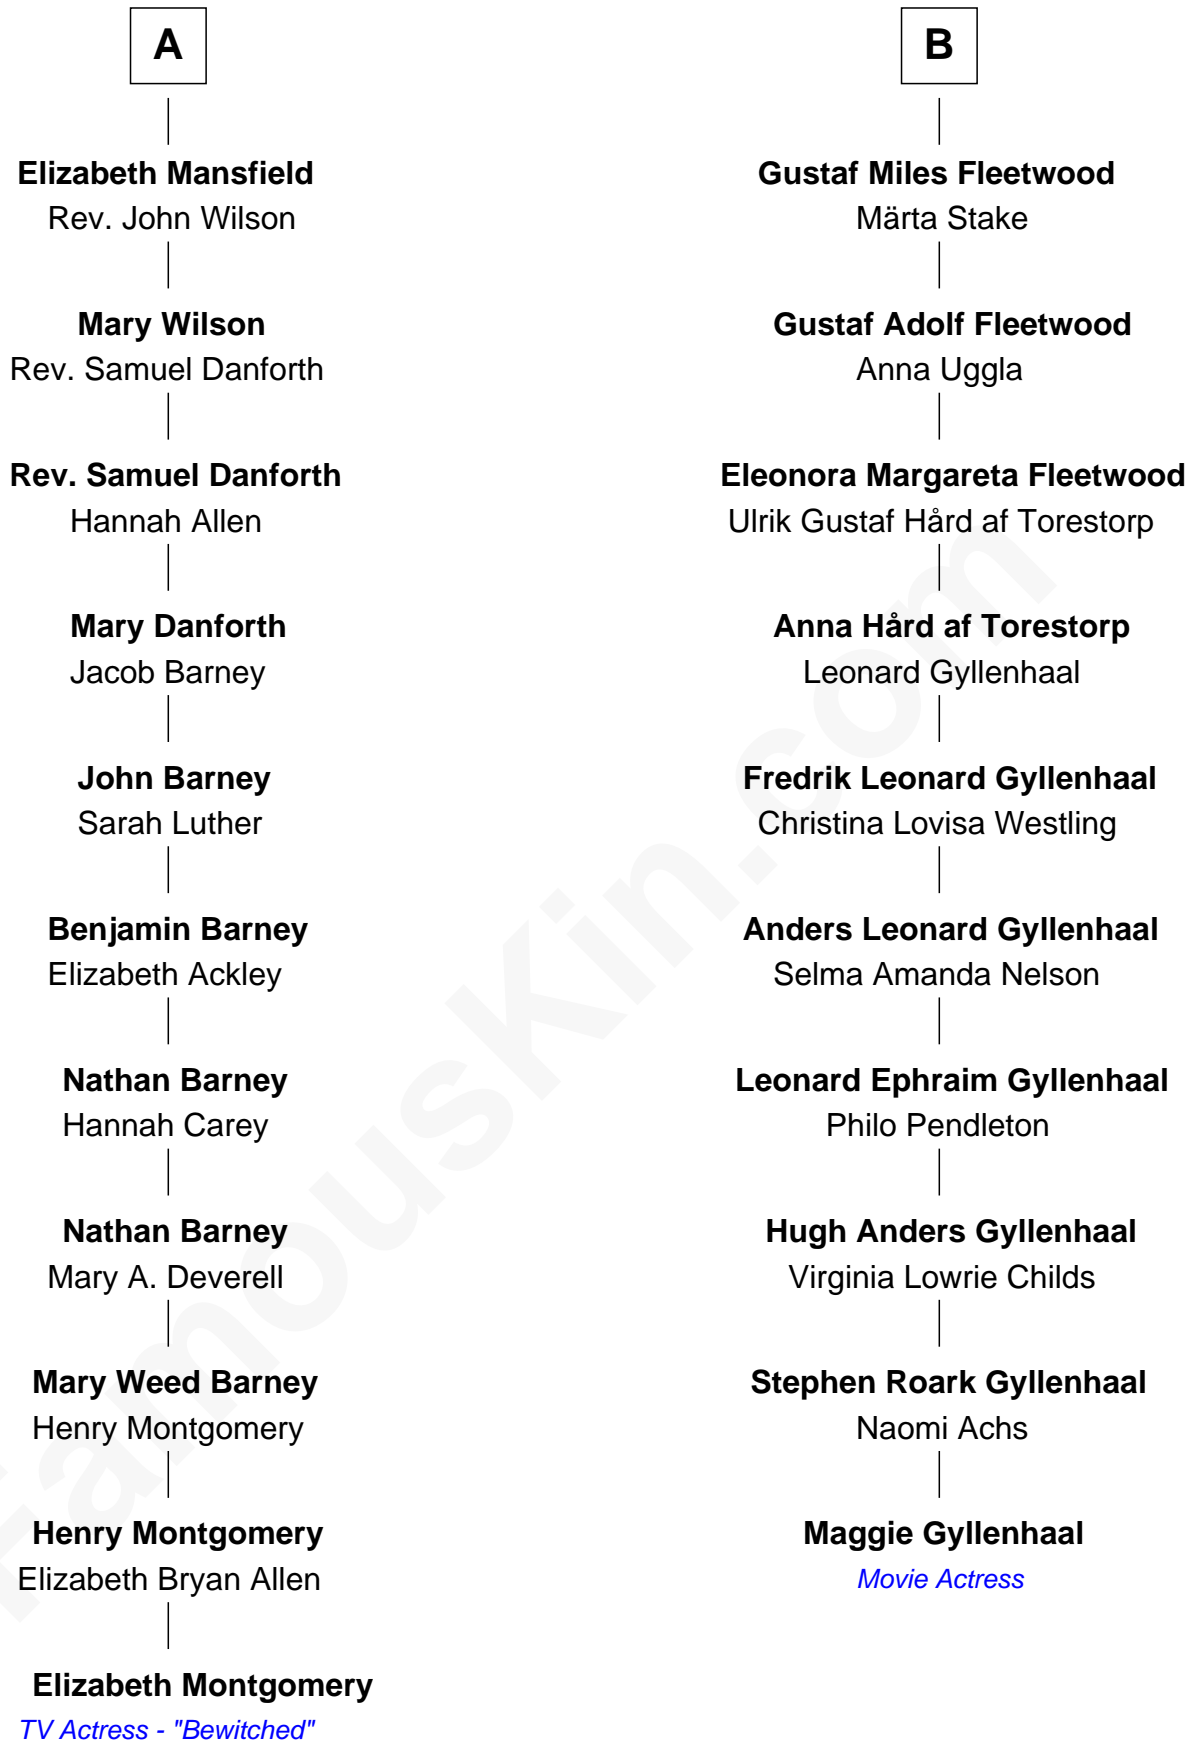 A
Elizabeth Mansfield
Rev. John Wilson
Mary Wilson
Rev. Samuel Danforth
Rev. Samuel Danforth
Hannah Allen
Mary Danforth
Jacob Barney
John Barney
Sarah Luther
Benjamin Barney
Elizabeth Ackley
Nathan Barney
Hannah Carey
Nathan Barney
Mary A. Deverell
Mary Weed Barney
Henry Montgomery
Henry Montgomery
Elizabeth Bryan Allen
Elizabeth Montgomery
TV Actress - "Bewitched"
B
Gustaf Miles Fleetwood
Märta Stake
Gustaf Adolf Fleetwood
Anna Uggla
Eleonora Margareta Fleetwood
Ulrik Gustaf Hård af Torestorp
Anna Hård af Torestorp
Leonard Gyllenhaal
Fredrik Leonard Gyllenhaal
Christina Lovisa Westling
Anders Leonard Gyllenhaal
Selma Amanda Nelson
Leonard Ephraim Gyllenhaal
Philo Pendleton
Hugh Anders Gyllenhaal
Virginia Lowrie Childs
Stephen Roark Gyllenhaal
Naomi Achs
Maggie Gyllenhaal
Movie Actress
FamousKin.com